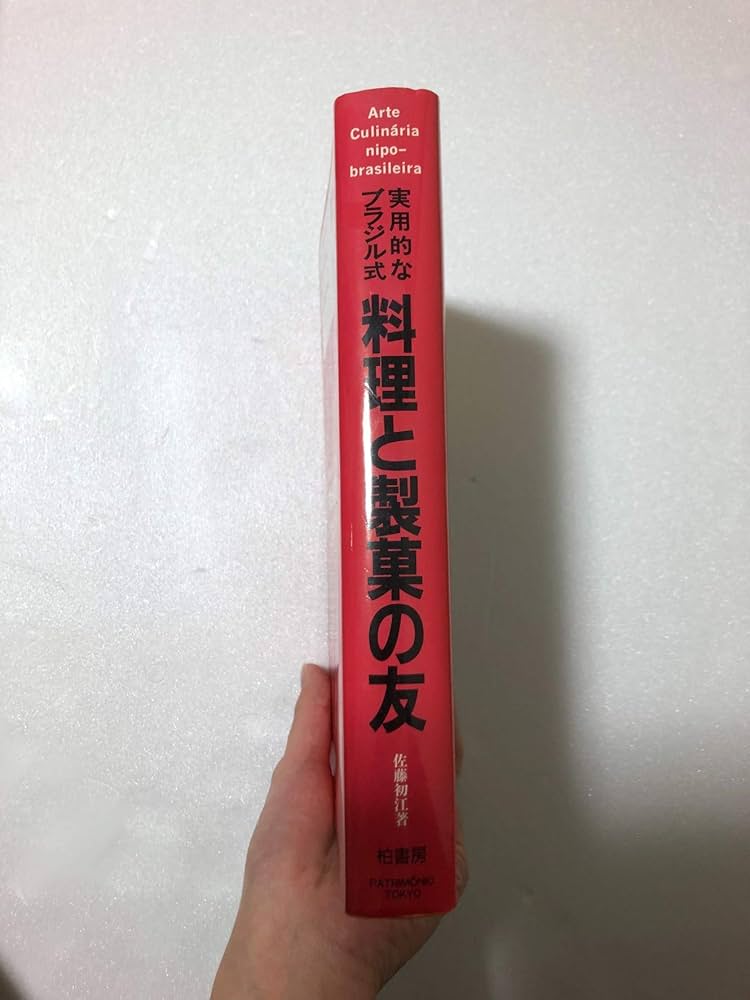 Arte
Culinária
nipo-
brasileira
実用的な
ブラジル式
料理と製菓の友
佐藤初江著
柏書房
PATRIMÔNIO
TOKYO